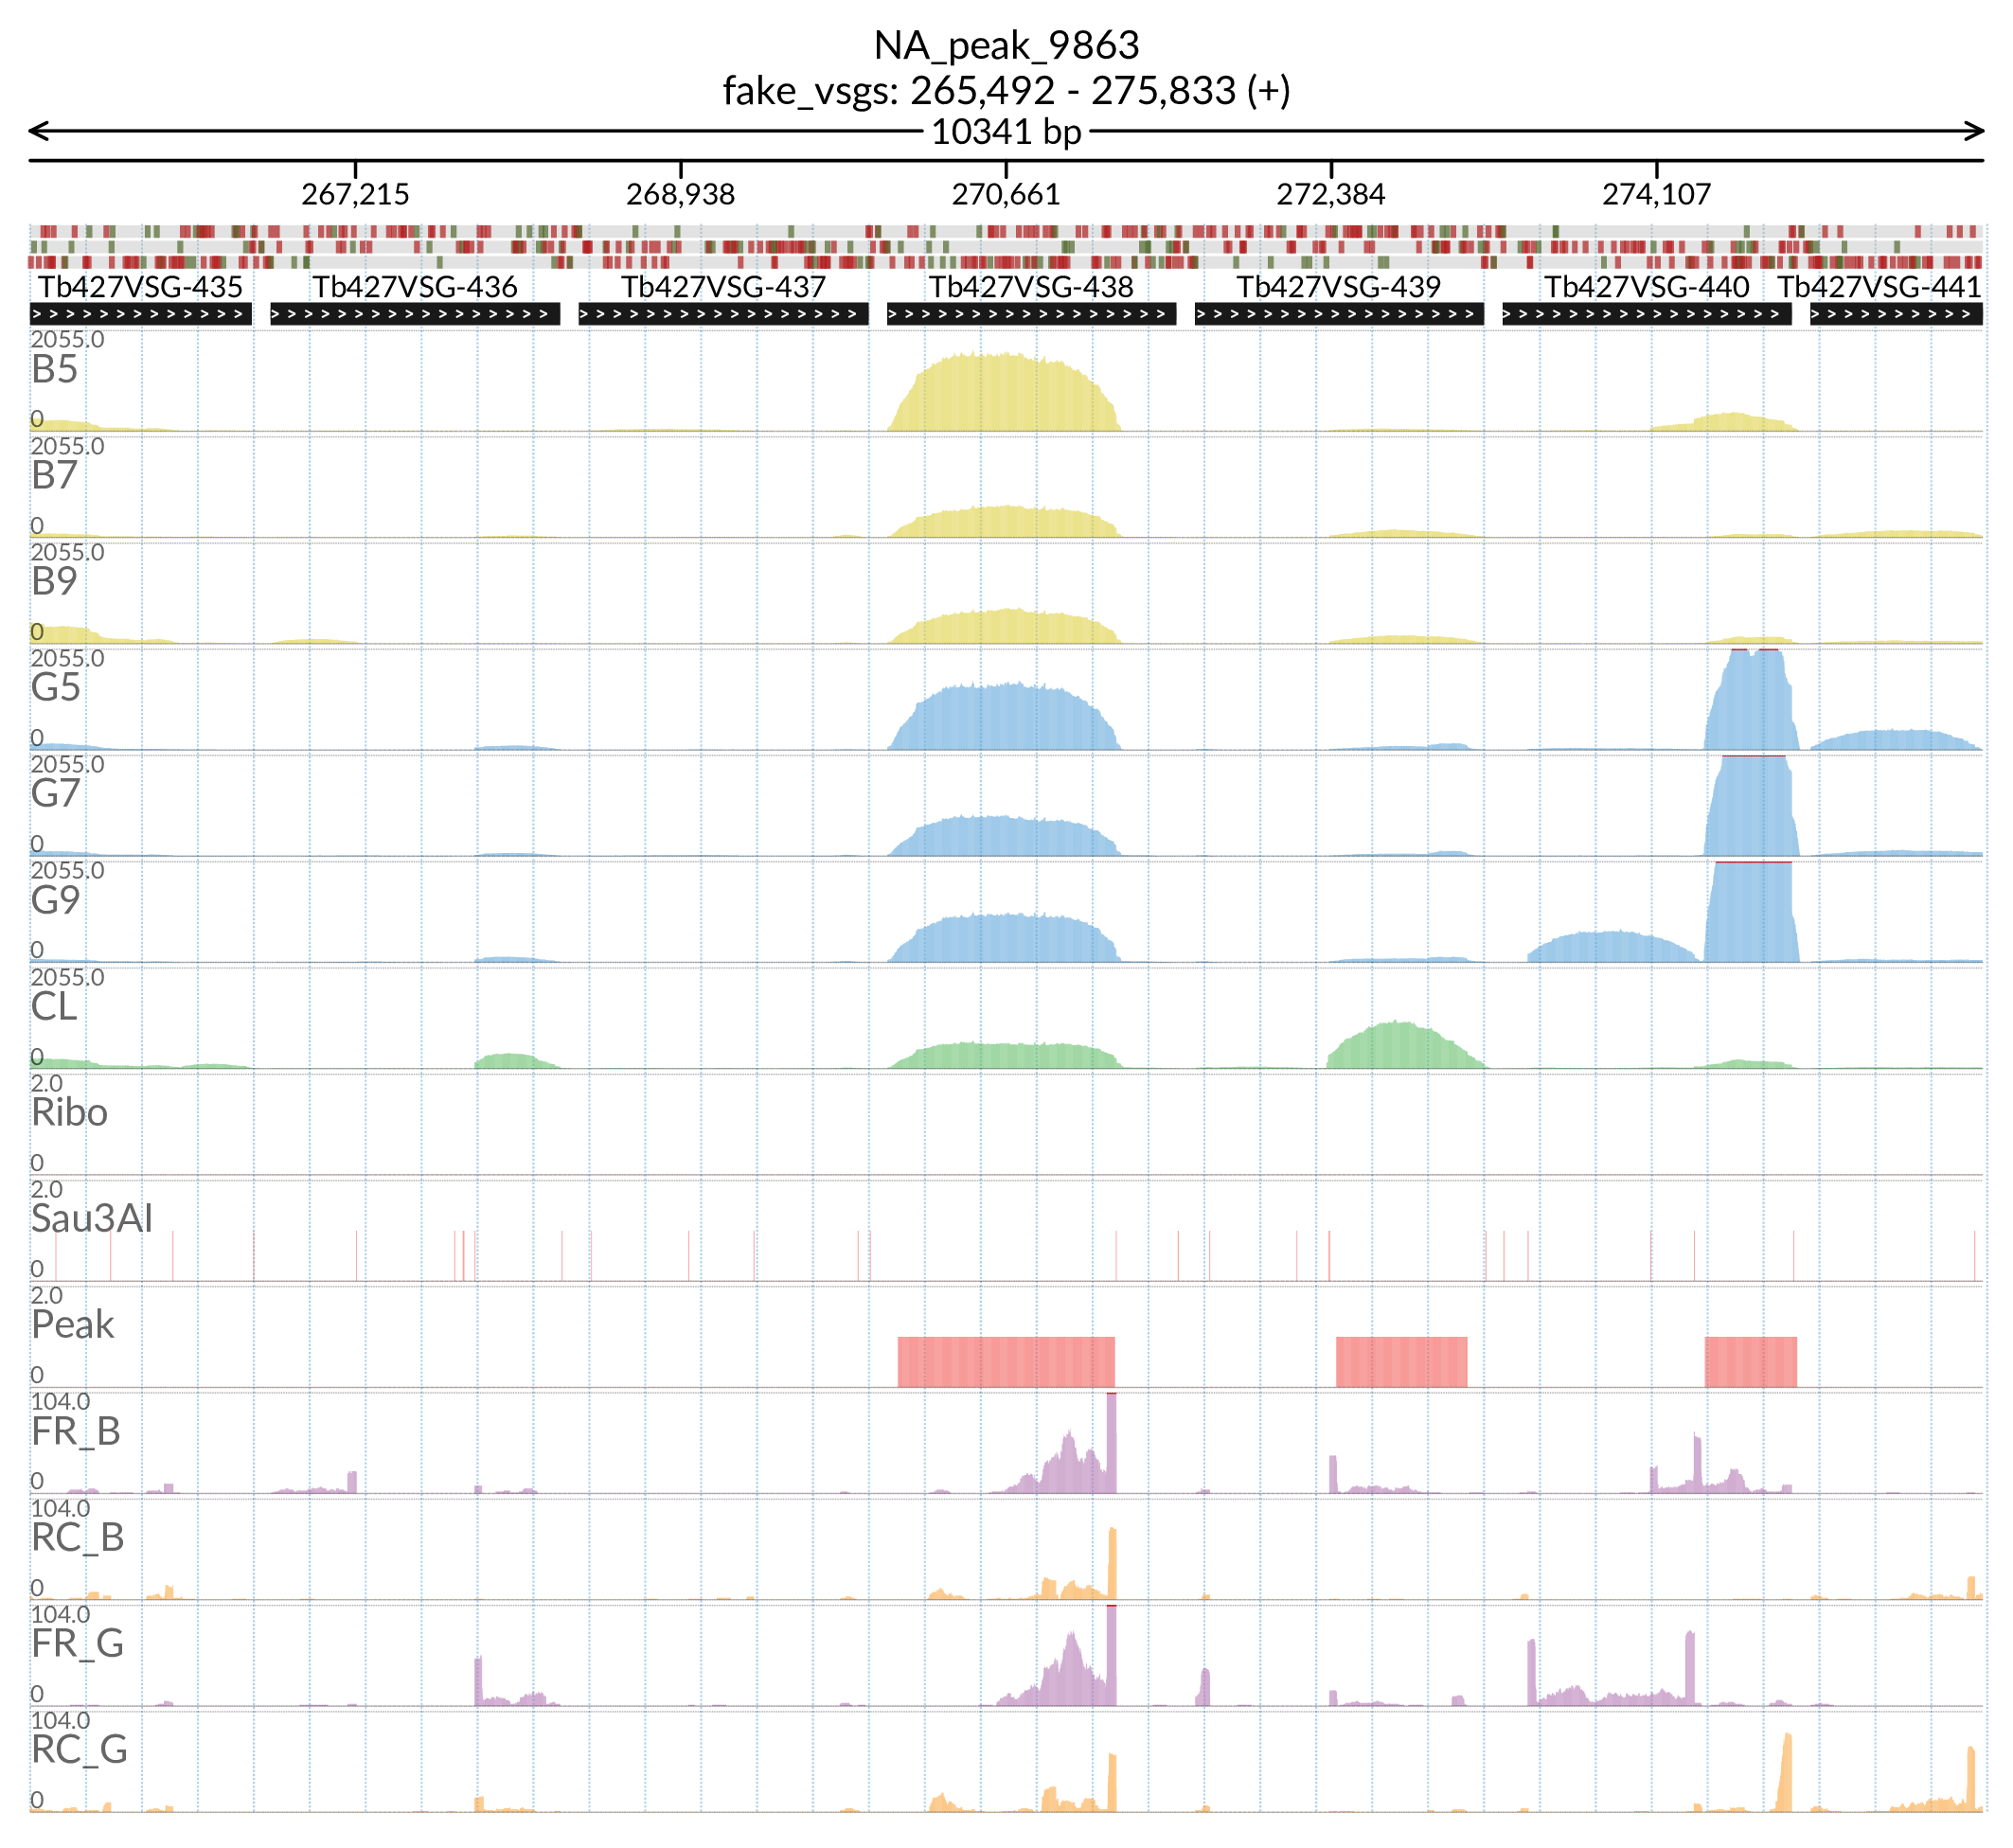 NA_peak_9863
fake_vsgs: 265,492 - 275,833 (+)
10341 bp
267,215 268,938 270,661 272,384 274,107
Tb427VSG-435 Tb427VSG-436 Tb427VSG-437 Tb427VSG-438 Tb427VSG-439 Tb427VSG-440 Tb427VSG-441
2055.0
B5
0
2055.0
B7
0
2055.0
B9
0
2055.0
G5
0
2055.0
G7
0
2055.0
G9
0
2055.0
CL
0
2.0
Ribo
0
2.0
Sau3AI
0
2.0
Peak
0
104.0
FR_B
0
104.0
RC_B
0
104.0
FR_G
0
104.0
RC_G
0